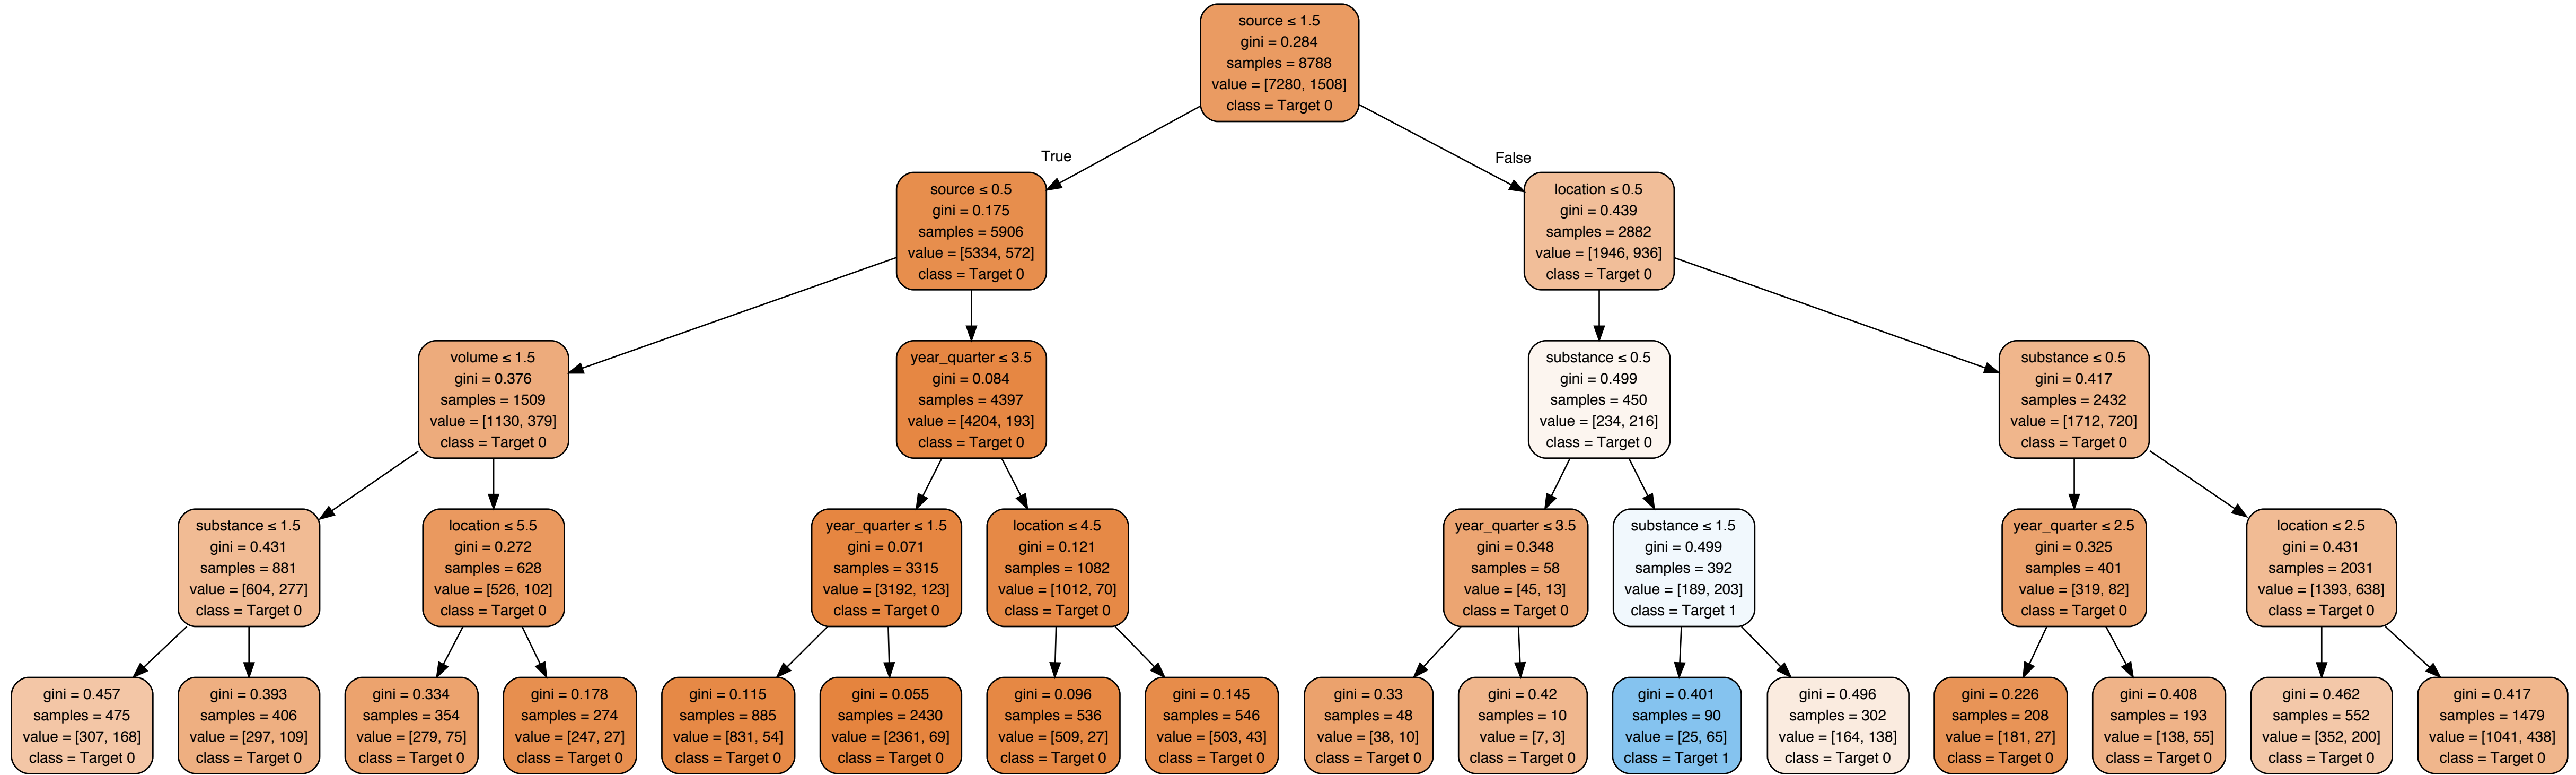 source ≤ 1.5
gini = 0.284
samples = 8788
value = [7280, 1508]
class = Target 0
True
False
source ≤ 0.5
gini = 0.175
samples = 5906
value = [5334, 572]
class = Target 0
location ≤ 0.5
gini = 0.439
samples = 2882
value = [1946, 936]
class = Target 0
volume ≤ 1.5
gini = 0.376
samples = 1509
value = [1130, 379]
class = Target 0
year_quarter ≤ 3.5
gini = 0.084
samples = 4397
value = [4204, 193]
class = Target 0
substance ≤ 0.5
gini = 0.499
samples = 450
value = [234, 216]
class = Target 0
substance ≤ 0.5
gini = 0.417
samples = 2432
value = [1712, 720]
class = Target 0
substance ≤ 1.5
gini = 0.431
samples = 881
value = [604, 277]
class = Target 0
location ≤ 5.5
gini = 0.272
samples = 628
value = [526, 102]
class = Target 0
year_quarter ≤ 1.5
gini = 0.071
samples = 3315
value = [3192, 123]
class = Target 0
location ≤ 4.5
gini = 0.121
samples = 1082
value = [1012, 70]
class = Target 0
year_quarter ≤ 3.5
gini = 0.348
samples = 58
value = [45, 13]
class = Target 0
substance ≤ 1.5
gini = 0.499
samples = 392
value = [189, 203]
class = Target 1
year_quarter ≤ 2.5
gini = 0.325
samples = 401
value = [319, 82]
class = Target 0
location ≤ 2.5
gini = 0.431
samples = 2031
value = [1393, 638]
class = Target 0
gini = 0.457
samples = 475
value = [307, 168]
class = Target 0
gini = 0.393
samples = 406
value = [297, 109]
class = Target 0
gini = 0.334
samples = 354
value = [279, 75]
class = Target 0
gini = 0.178
samples = 274
value = [247, 27]
class = Target 0
gini = 0.115
samples = 885
value = [831, 54]
class = Target 0
gini = 0.055
samples = 2430
value = [2361, 69]
class = Target 0
gini = 0.096
samples = 536
value = [509, 27]
class = Target 0
gini = 0.145
samples = 546
value = [503, 43]
class = Target 0
gini = 0.33
samples = 48
value = [38, 10]
class = Target 0
gini = 0.42
samples = 10
value = [7, 3]
class = Target 0
gini = 0.401
samples = 90
value = [25, 65]
class = Target 1
gini = 0.496
samples = 302
value = [164, 138]
class = Target 0
gini = 0.226
samples = 208
value = [181, 27]
class = Target 0
gini = 0.408
samples = 193
value = [138, 55]
class = Target 0
gini = 0.462
samples = 552
value = [352, 200]
class = Target 0
gini = 0.417
samples = 1479
value = [1041, 438]
class = Target 0